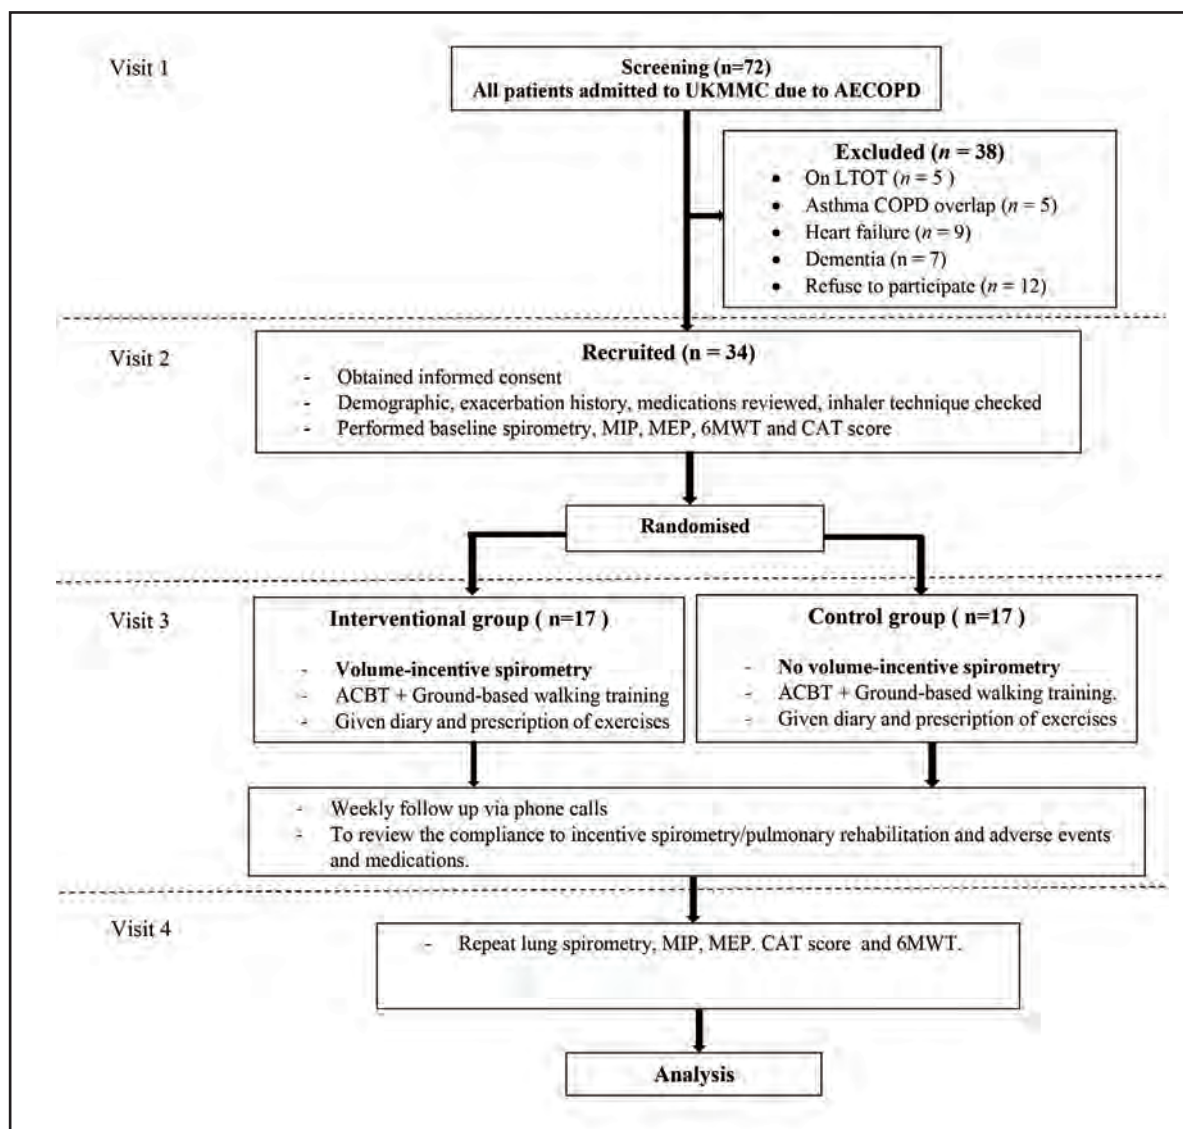 Visit 1
Screening (n=72)
All patients admitted to UKMMC due to AECOPD
Excluded (n = 38)
• On LTOT (n = 5 )
• Asthma COPD overlap (n = 5)
• Heart failure (n = 9)
• Dementia (n = 7)
• Refuse to participate (n = 12)
Visit 2
Recruited (n = 34)
- Obtained informed consent
- Demographic, exacerbation history, medications reviewed, inhaler technique checked
- Performed baseline spirometry, MIP, MEP, 6MWT and CAT score
Randomised
Visit 3
Interventional group ( n=17 )
- Volume-incentive spirometry
- ACBT + Ground-based walking training
- Given diary and prescription of exercises
Control group ( n=17 )
- No volume-incentive spirometry
- ACBT + Ground-based walking training.
- Given diary and prescription of exercises
- Weekly follow up via phone calls
- To review the compliance to incentive spirometry/pulmonary rehabilitation and adverse events
and medications.
Visit 4
- Repeat lung spirometry, MIP, MEP. CAT score and 6MWT.
Analysis